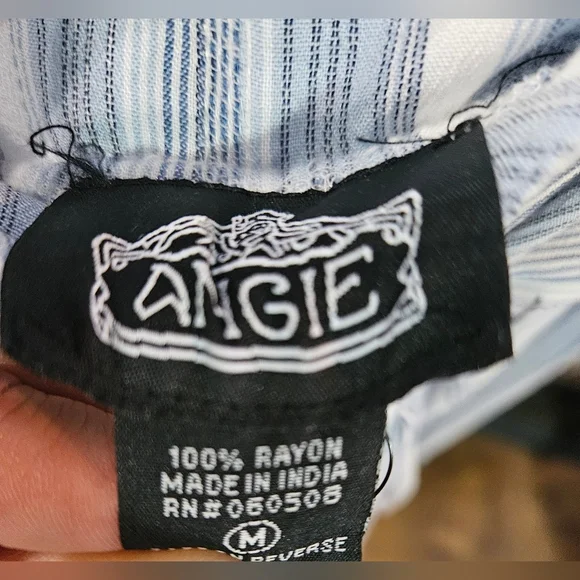 ANGIE
100% RAYON
MADE IN INDIA
RN#060508
M
REVERSE